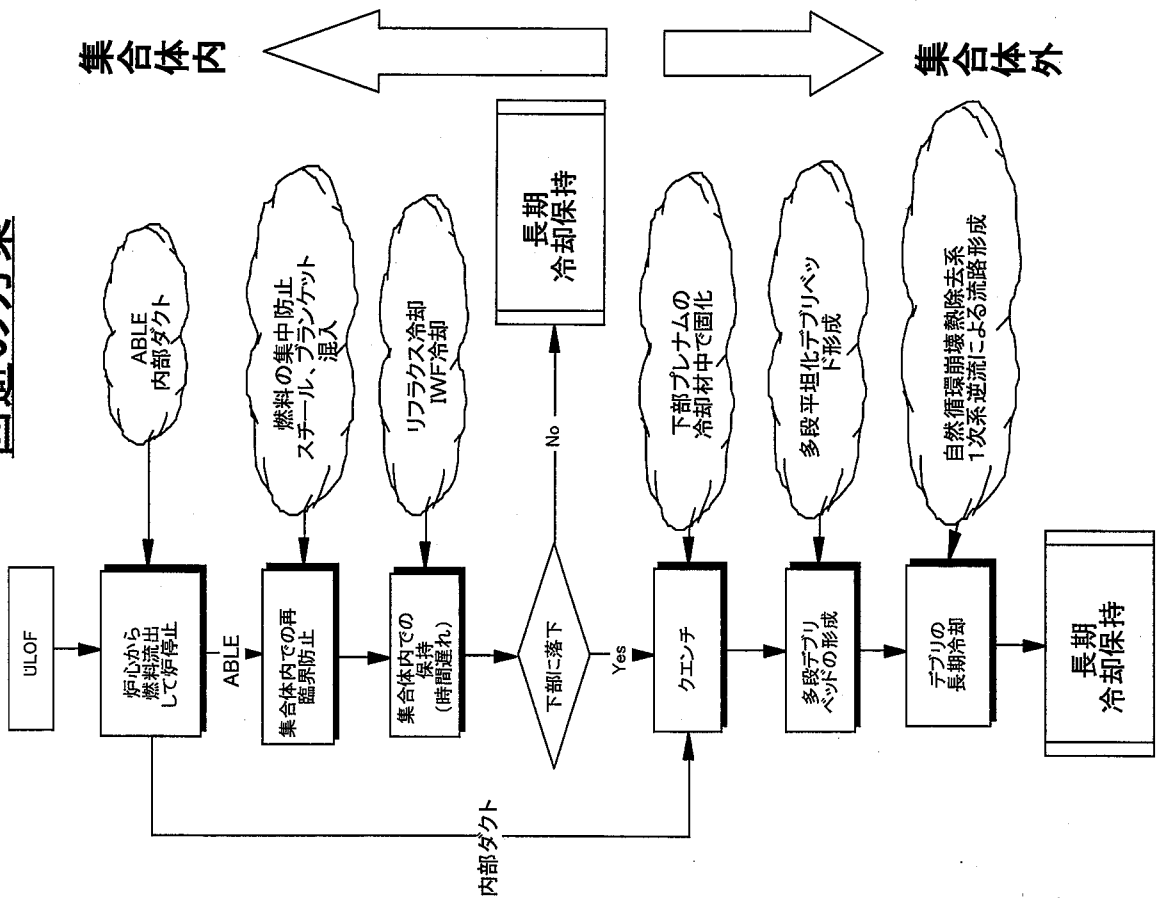 回避の方策
ULOF
炉心から
燃料流出
して炉停止
ABLE
内部ダクト
ABLE
集合体内での再
臨界防止
燃料の集中防止
スチール、ブランケット
混入
集合体内での
保持
(時間遅れ)
リフラクス冷却
IWF冷却
下部に落下
No
長期
冷却保持
Yes
内部ダクト
クエンチ
下部プレナムの
冷却材中で固化
多段デブリ
ベッドの形成
多段平坦化デブリベッ
ド形成
デブリの
長期冷却
自然循環崩壊熱除去系
1次系逆流による流路形成
長期
冷却保持
集合
体内
集合
体外